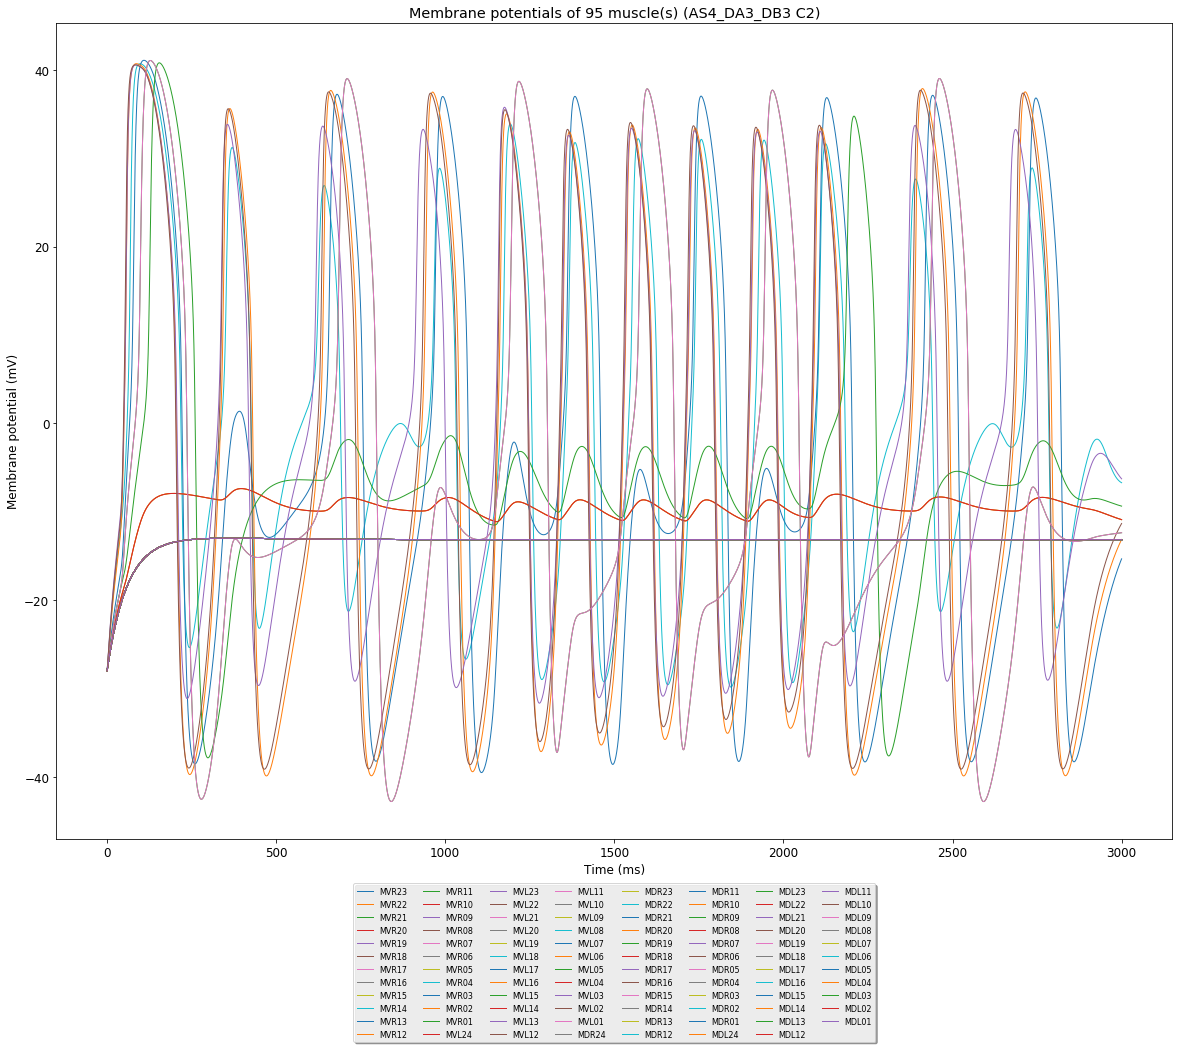 Membrane potentials of 95 muscle(s) (AS4_DA3_DB3 C2)
Membrane potential (mV)
40
20
0
−20
−40
0 500 1000 1500 2000 2500 3000
Time (ms)
MVR23 MVR11 MVL23 MVL11 MDR23 MDR11 MDL23 MDL11
MVR22 MVR10 MVL22 MVL10 MDR22 MDR10 MDL22 MDL10
MVR21 MVR09 MVL21 MVL09 MDR21 MDR09 MDL21 MDL09
MVR20 MVR08 MVL20 MVL08 MDR20 MDR08 MDL20 MDL08
MVR19 MVR07 MVL19 MVL07 MDR19 MDR07 MDL19 MDL07
MVR18 MVR06 MVL18 MVL06 MDR18 MDR06 MDL18 MDL06
MVR17 MVR05 MVL17 MVL05 MDR17 MDR05 MDL17 MDL05
MVR16 MVR04 MVL16 MVL04 MDR16 MDR04 MDL16 MDL04
MVR15 MVR03 MVL15 MVL03 MDR15 MDR03 MDL15 MDL03
MVR14 MVR02 MVL14 MVL02 MDR14 MDR02 MDL14 MDL02
MVR13 MVR01 MVL13 MVL01 MDR13 MDR01 MDL13 MDL01
MVR12 MVL24 MVL12 MDR24 MDR12 MDL24 MDL12